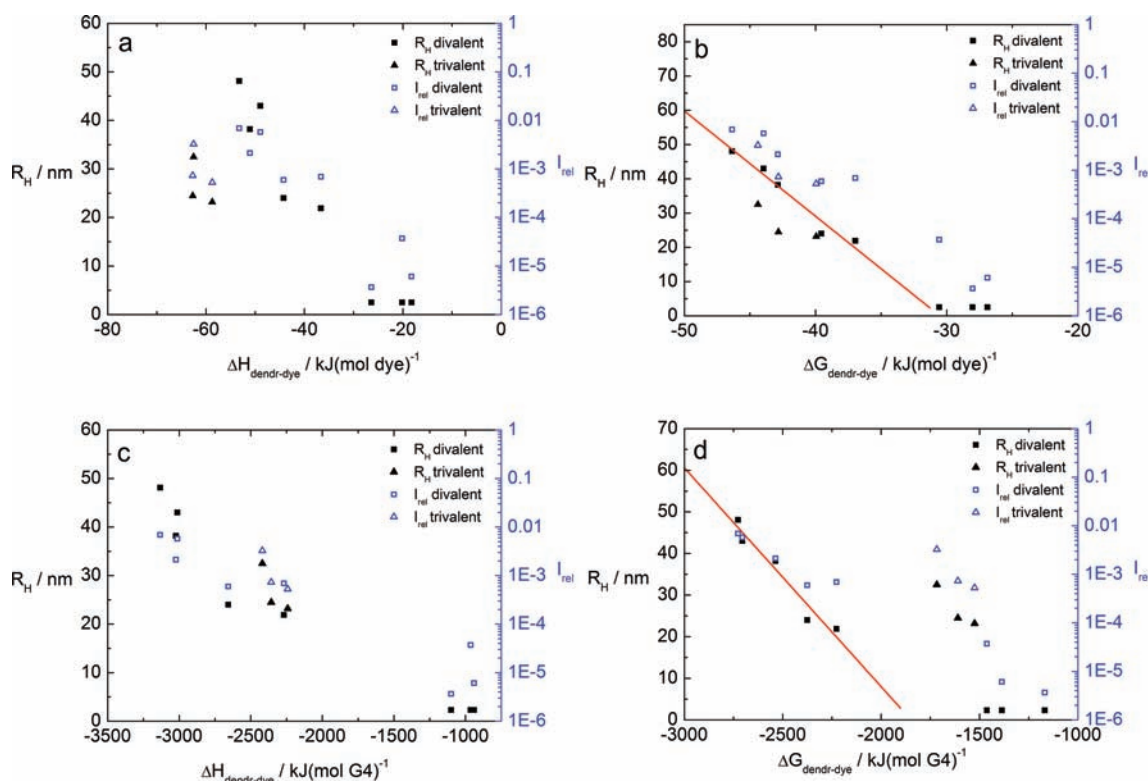 a
60
50
40
30
20
10
0
R_H / nm
R_H divalent
R_H trivalent
I_rel divalent
I_rel trivalent
1
0.1
0.01
1E-3
1E-4
1E-5
1E-6
I_rel
-80 -60 -40 -20 0
ΔH_dendr-dye / kJ(mol dye)^-1
b
80
70
60
50
40
30
20
10
0
R_H / nm
R_H divalent
R_H trivalent
I_rel divalent
I_rel trivalent
1
0.1
0.01
1E-3
1E-4
1E-5
1E-6
I_rel
-50 -40 -30 -20
ΔG_dendr-dye / kJ(mol dye)^-1
c
60
50
40
30
20
10
0
R_H / nm
R_H divalent
R_H trivalent
I_rel divalent
I_rel trivalent
1
0.1
0.01
1E-3
1E-4
1E-5
1E-6
I_rel
-3500 -3000 -2500 -2000 -1500 -1000
ΔH_dendr-dye / kJ(mol G4)^-1
d
70
60
50
40
30
20
10
0
R_H / nm
R_H divalent
R_H trivalent
I_rel divalent
I_rel trivalent
1
0.1
0.01
1E-3
1E-4
1E-5
1E-6
I_rel
-3000 -2500 -2000 -1500 -1000
ΔG_dendr-dye / kJ(mol G4)^-1